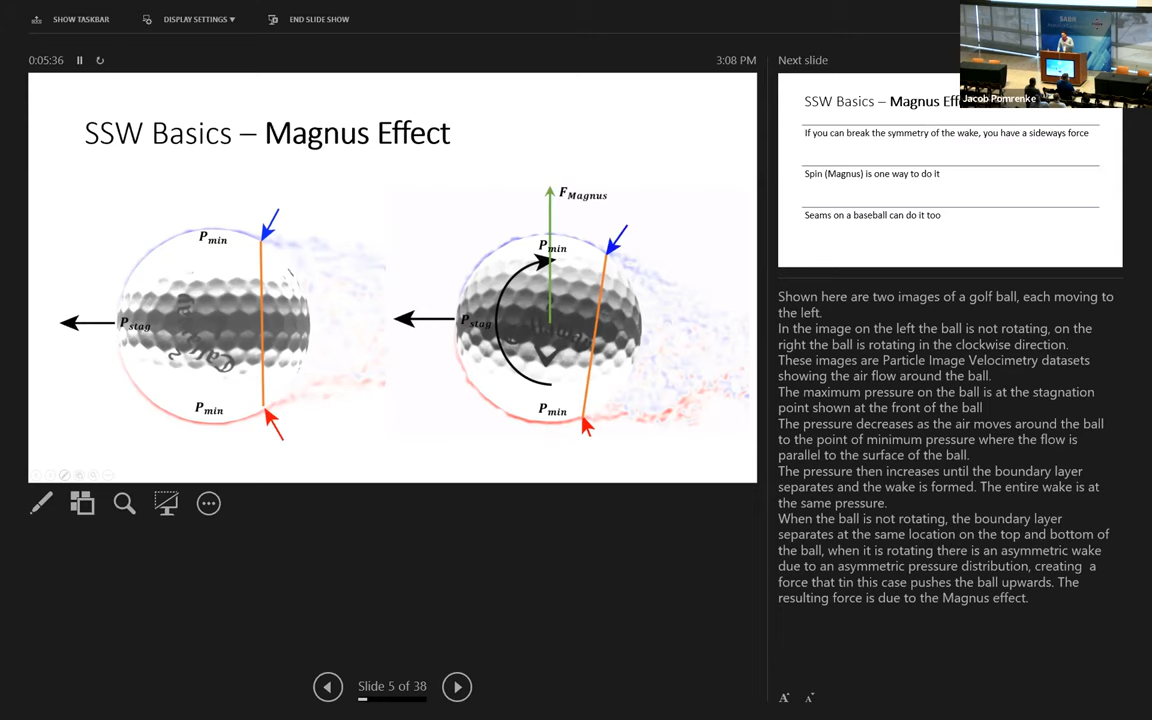 SHOW TASKBAR
DISPLAY SETTINGS ▼
END SLIDE SHOW
0:05:36
3:08 PM
Next slide
SABR
Jacob Pomrenke
SSW Basics – Magnus Effect
P_min
P_stag
P_min
F_Magnus
P_min
P_stag
P_min
SSW Basics – Magnus Eff
If you can break the symmetry of the wake, you have a sideways force
Spin (Magnus) is one way to do it
Seams on a baseball can do it too
Shown here are two images of a golf ball, each moving to
the left.
In the image on the left the ball is not rotating, on the
right the ball is rotating in the clockwise direction.
These images are Particle Image Velocimetry datasets
showing the air flow around the ball.
The maximum pressure on the ball is at the stagnation
point shown at the front of the ball
The pressure decreases as the air moves around the ball
to the point of minimum pressure where the flow is
parallel to the surface of the ball.
The pressure then increases until the boundary layer
separates and the wake is formed. The entire wake is at
the same pressure.
When the ball is not rotating, the boundary layer
separates at the same location on the top and bottom of
the ball, when it is rotating there is an asymmetric wake
due to an asymmetric pressure distribution, creating  a
force that tin this case pushes the ball upwards. The
resulting force is due to the Magnus effect.
Slide 5 of 38
A
A